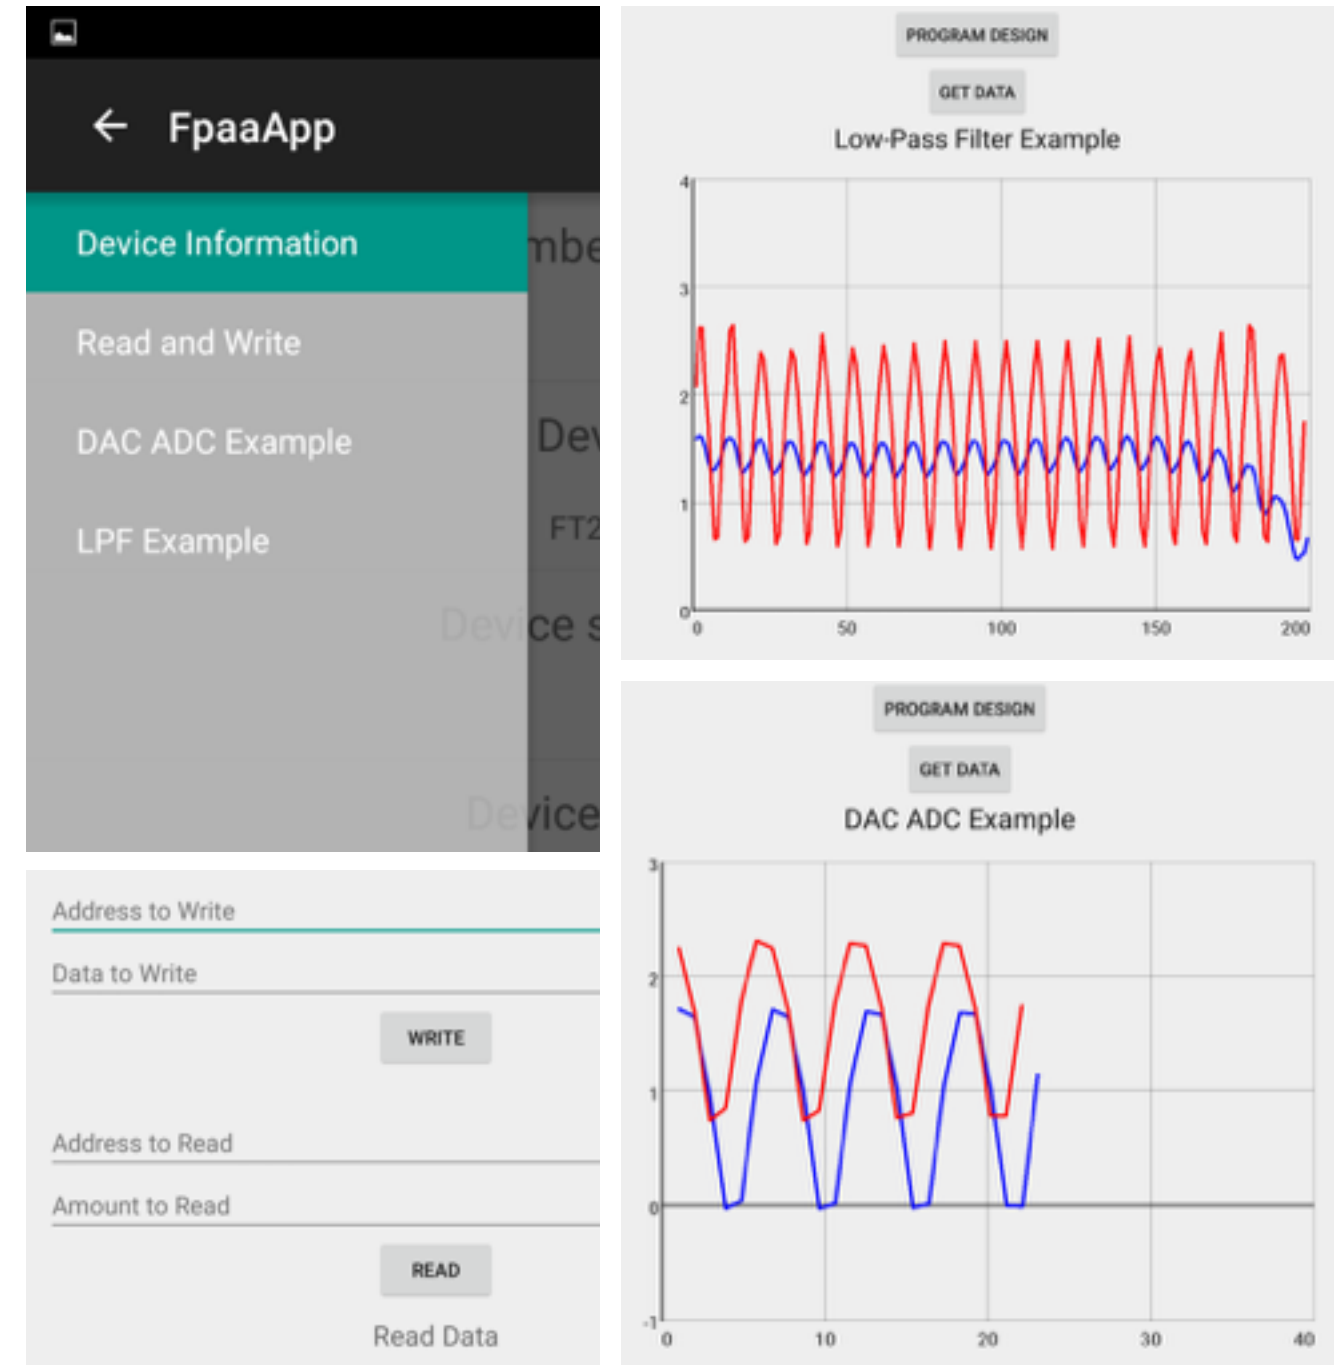 FpaaApp
Device Information
mbe
Read and Write
Dev
DAC ADC Example
FT2
LPF Example
Device s
Device
Address to Write
Data to Write
WRITE
Address to Read
Amount to Read
READ
Read Data
PROGRAM DESIGN
GET DATA
Low-Pass Filter Example
4
3
2
1
0
0 50 100 150 200
PROGRAM DESIGN
GET DATA
DAC ADC Example
3
2
1
0
-1
0 10 20 30 40